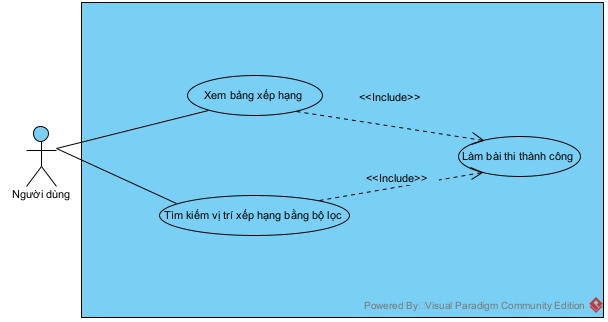 Xem bảng xếp hạng
<<Include>>
Làm bài thi thành công
<<Include>>
Người dùng
Tìm kiếm vị trí xếp hạng bằng bộ lọc
Powered By: Visual Paradigm Community Edition